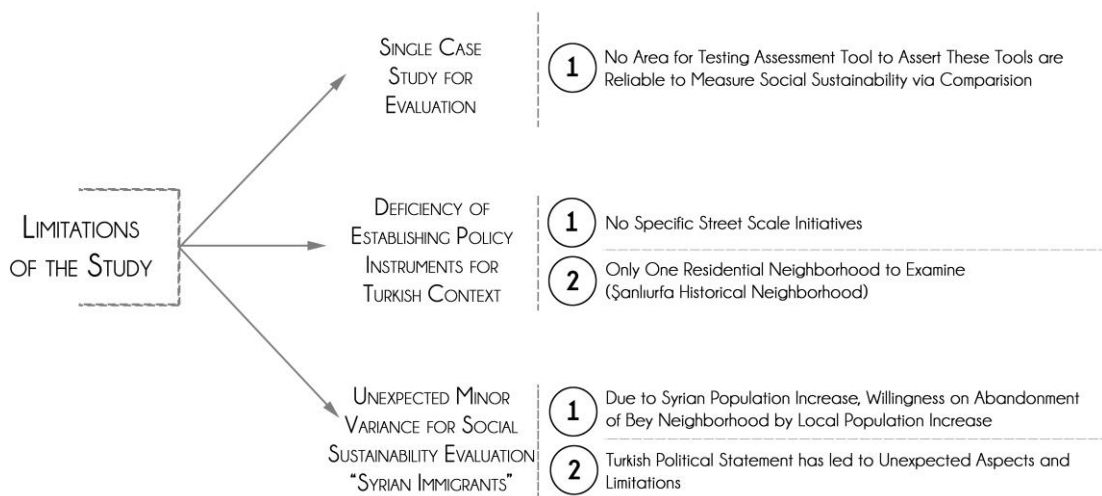 LIMITATIONS
OF THE STUDY
SINGLE CASE
STUDY FOR
EVALUATION
1
No Area for Testing Assessment Tool to Assert These Tools are
Reliable to Measure Social Sustainability via Comparision
DEFICIENCY OF
ESTABLISHING POLICY
INSTRUMENTS FOR
TURKISH CONTEXT
1
No Specific Street Scale Initiatives
2
Only One Residential Neighborhood to Examine
(Şanlıurfa Historical Neighborhood)
UNEXPECTED MINOR
VARIANCE FOR SOCIAL
SUSTAINABILITY EVALUATION
"SYRIAN IMMIGRANTS"
1
Due to Syrian Population Increase, Willingness on Abandonment
of Bey Neighborhood by Local Population Increase
2
Turkish Political Statement has led to Unexpected Aspects and
Limitations